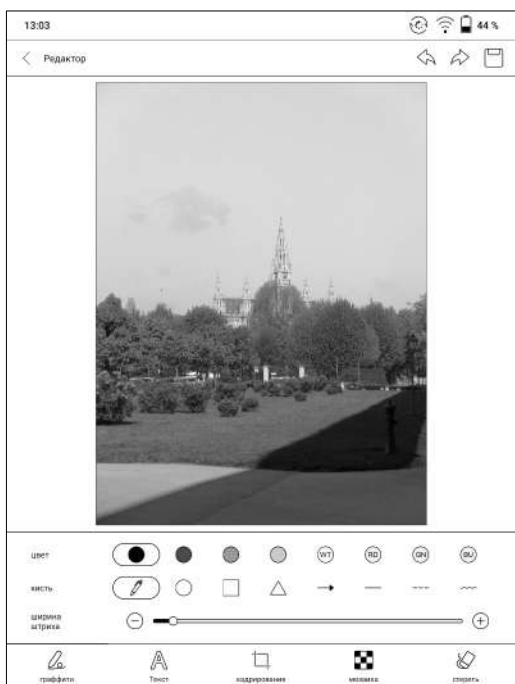 13:03 44 %
Редактор
цвет WT RD GN BU
кисть
ширина
штриха
граффити Текст кадрирование мозаика стереть